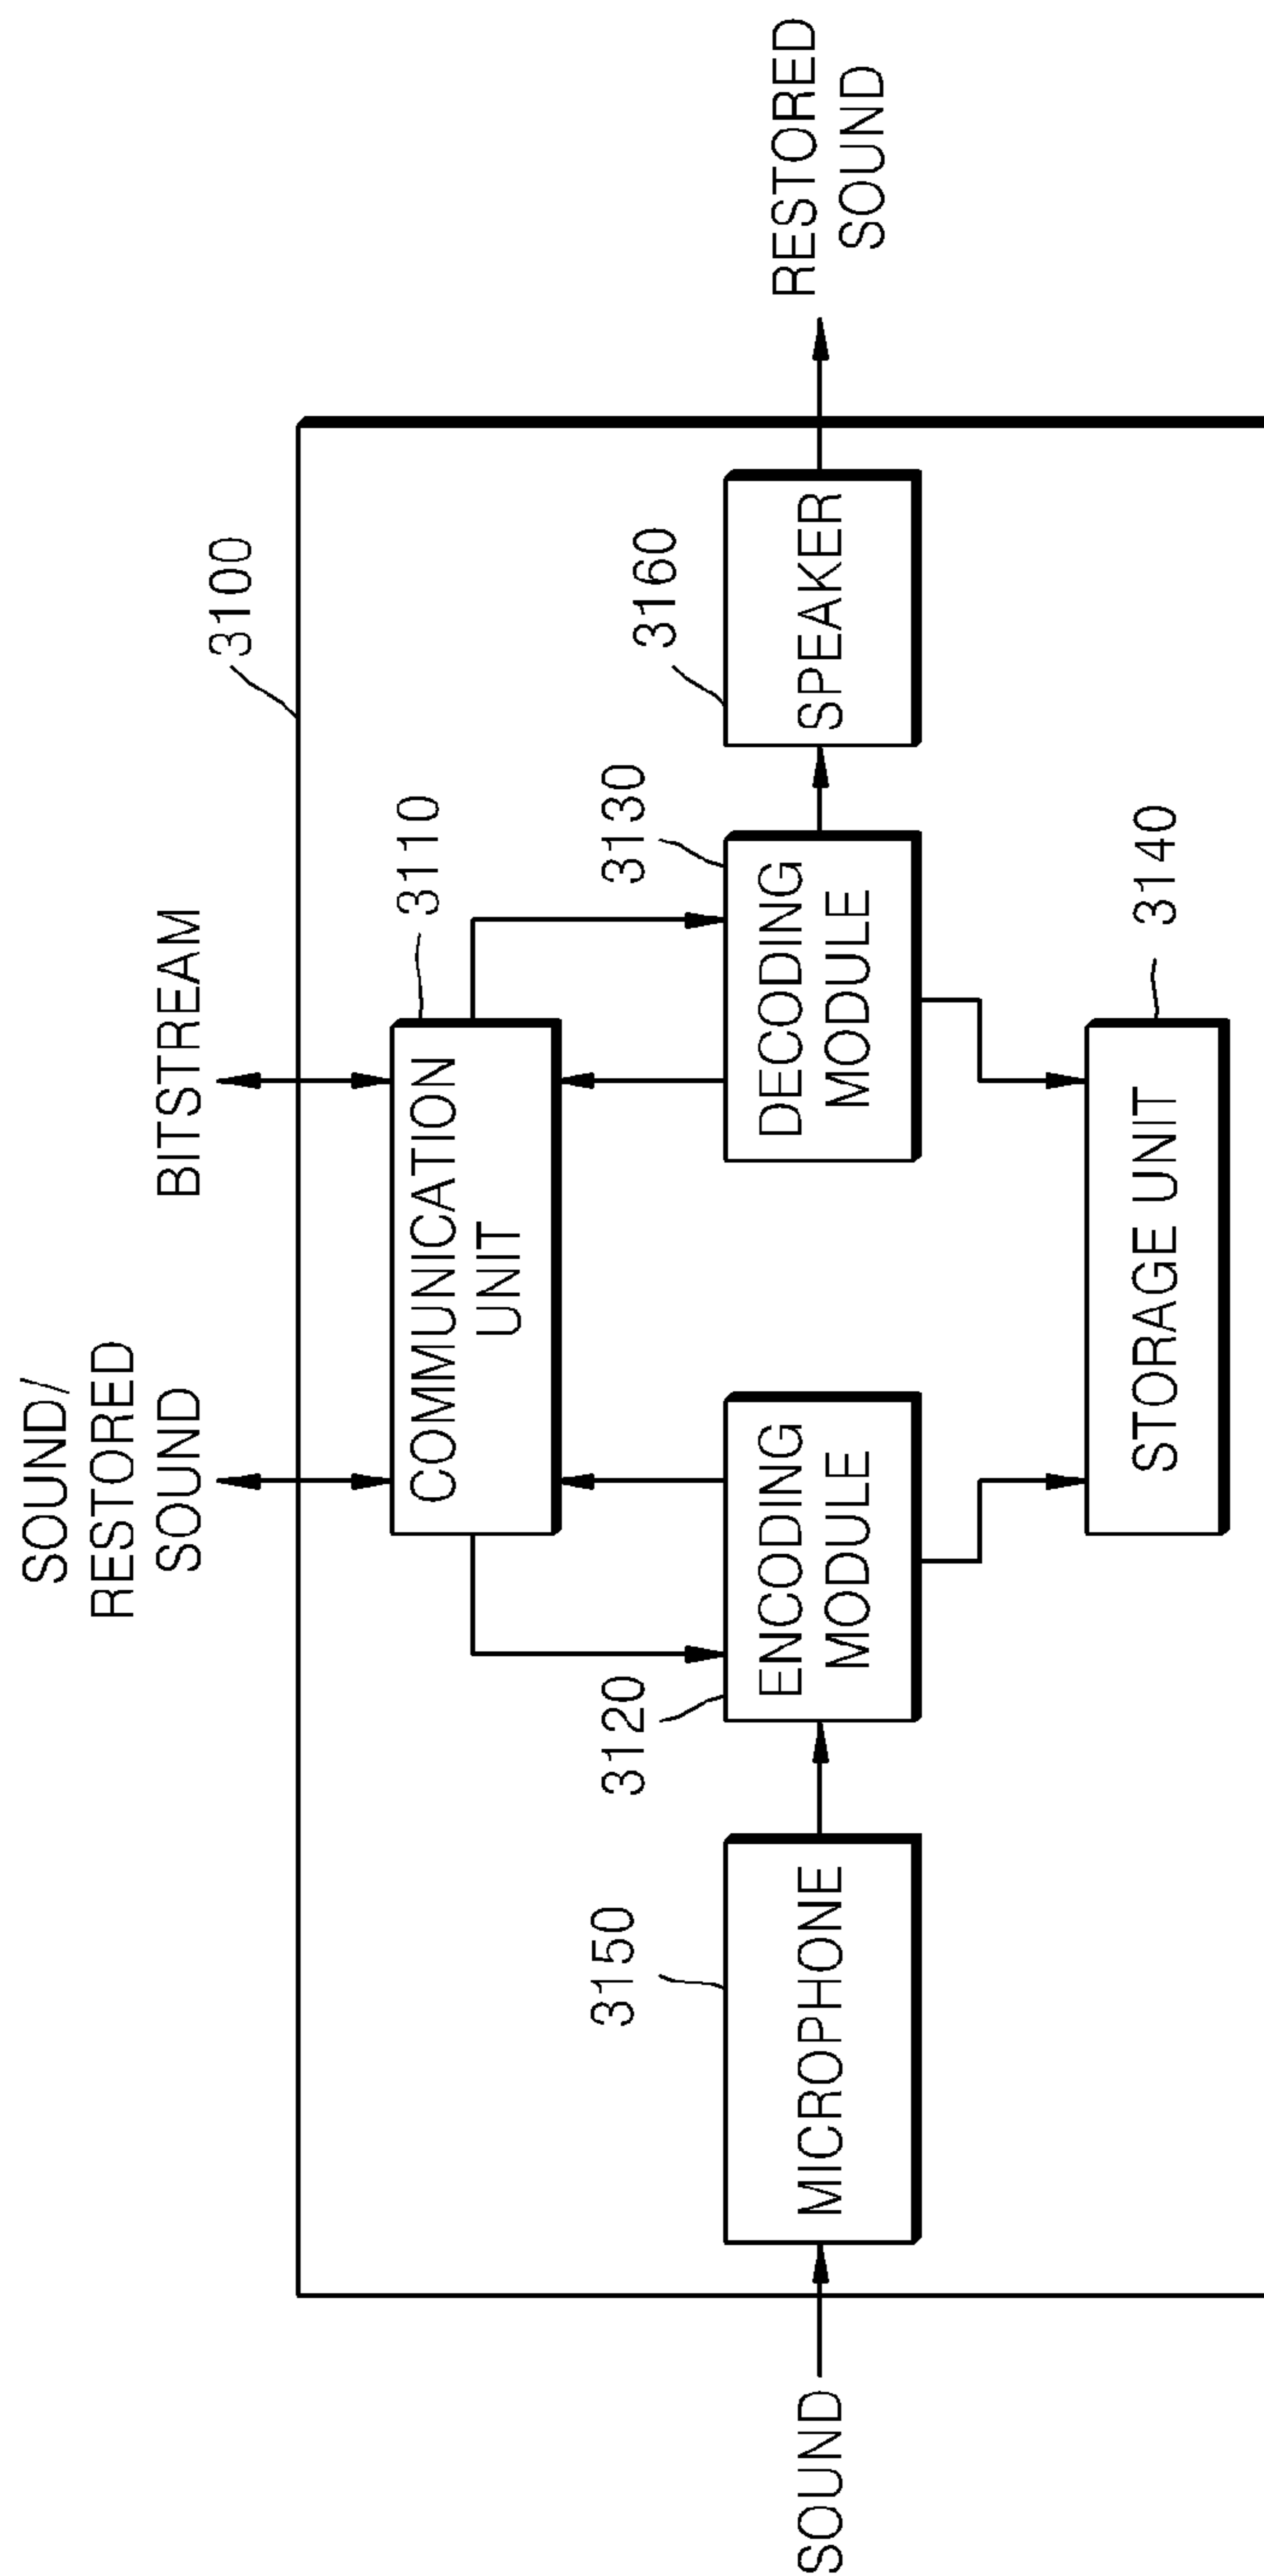 SOUND/
RESTORED
SOUND
BITSTREAM
3100
COMMUNICATION
UNIT
3110
3150
MICROPHONE
3120
ENCODING
MODULE
3130
DECODING
MODULE
3160
SPEAKER
SOUND
RESTORED
SOUND
STORAGE UNIT
3140